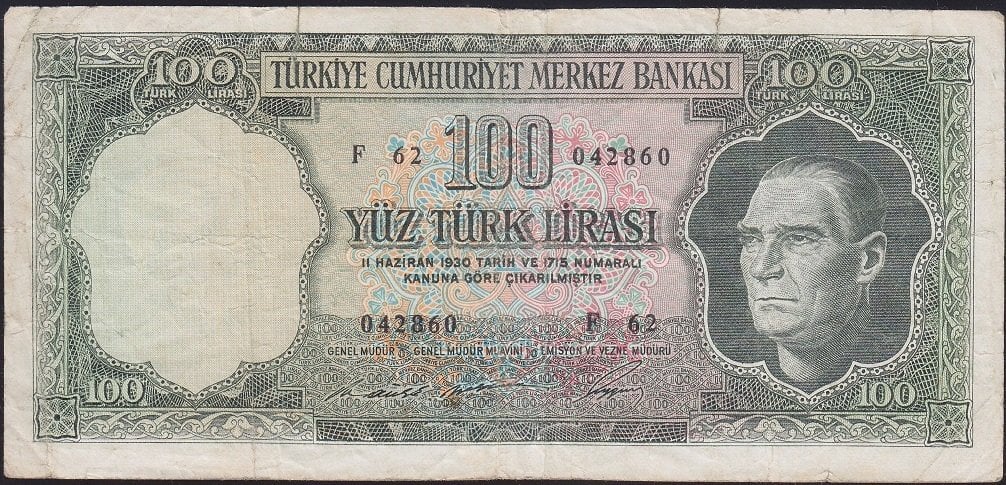 100 TÜRKİYE CUMHURİYET MERKEZ BANKASI 100
TÜRK LİRASI TÜRK LİRASI
100
F 62 042860
YÜZ TÜRK LİRASI
11 HAZİRAN 1930 TARİH VE 1715 NUMARALI
KANUNA GÖRE ÇIKARILMIŞTIR
042860 F 62
GENEL MÜDÜR GENEL MÜDÜR MUAVİNİ EMİSYON VE VEZNE MÜDÜRÜ
100 100